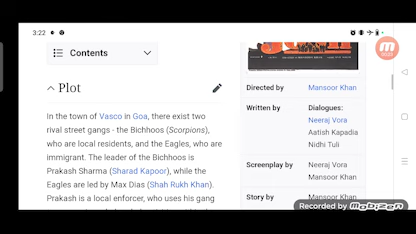 3:22
Contents
Plot
In the town of Vasco in Goa, there exist two
rival street gangs - the Bichhoos (Scorpions),
who are local residents, and the Eagles, who are
immigrant. The leader of the Bichhoos is
Prakash Sharma (Sharad Kapoor), while the
Eagles are led by Max Dias (Shah Rukh Khan).
Prakash is a local enforcer, who uses his gang
Directed by Mansoor Khan
Written by Dialogues:
Neeraj Vora
Aatish Kapadia
Nidhi Tuli
Screenplay by Neeraj Vora
Mansoor Khan
Story by Mansoor Khan
Recorded by MOBIZEN